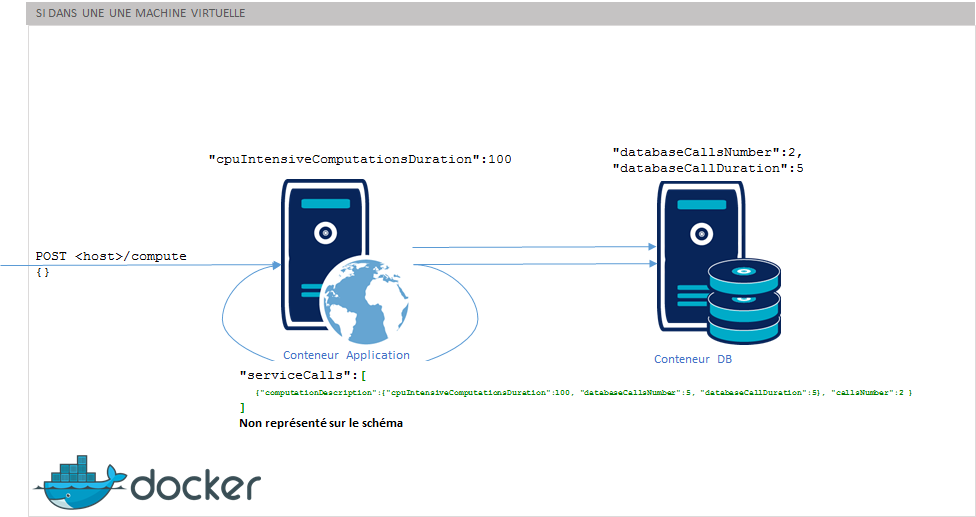 SI DANS UNE UNE MACHINE VIRTUELLE
"cpuIntensiveComputationsDuration":100
"databaseCallsNumber":2,
"databaseCallDuration":5
POST <host>/compute
{}
Conteneur Application
Conteneur DB
"serviceCalls":[
{"computationDescription":{"cpuIntensiveComputationsDuration":100, "databaseCallsNumber":5, "databaseCallDuration":5}, "callsNumber":2 }
]
Non représenté sur le schéma
docker